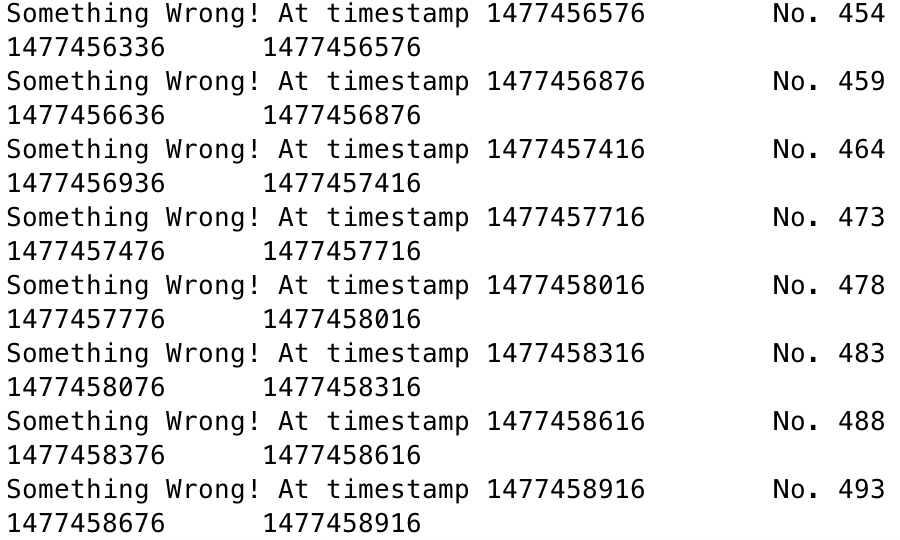 Something Wrong! At timestamp 1477456576 No. 454
1477456336 1477456576
Something Wrong! At timestamp 1477456876 No. 459
1477456636 1477456876
Something Wrong! At timestamp 1477457416 No. 464
1477456936 1477457416
Something Wrong! At timestamp 1477457716 No. 473
1477457476 1477457716
Something Wrong! At timestamp 1477458016 No. 478
1477457776 1477458016
Something Wrong! At timestamp 1477458316 No. 483
1477458076 1477458316
Something Wrong! At timestamp 1477458616 No. 488
1477458376 1477458616
Something Wrong! At timestamp 1477458916 No. 493
1477458676 1477458916